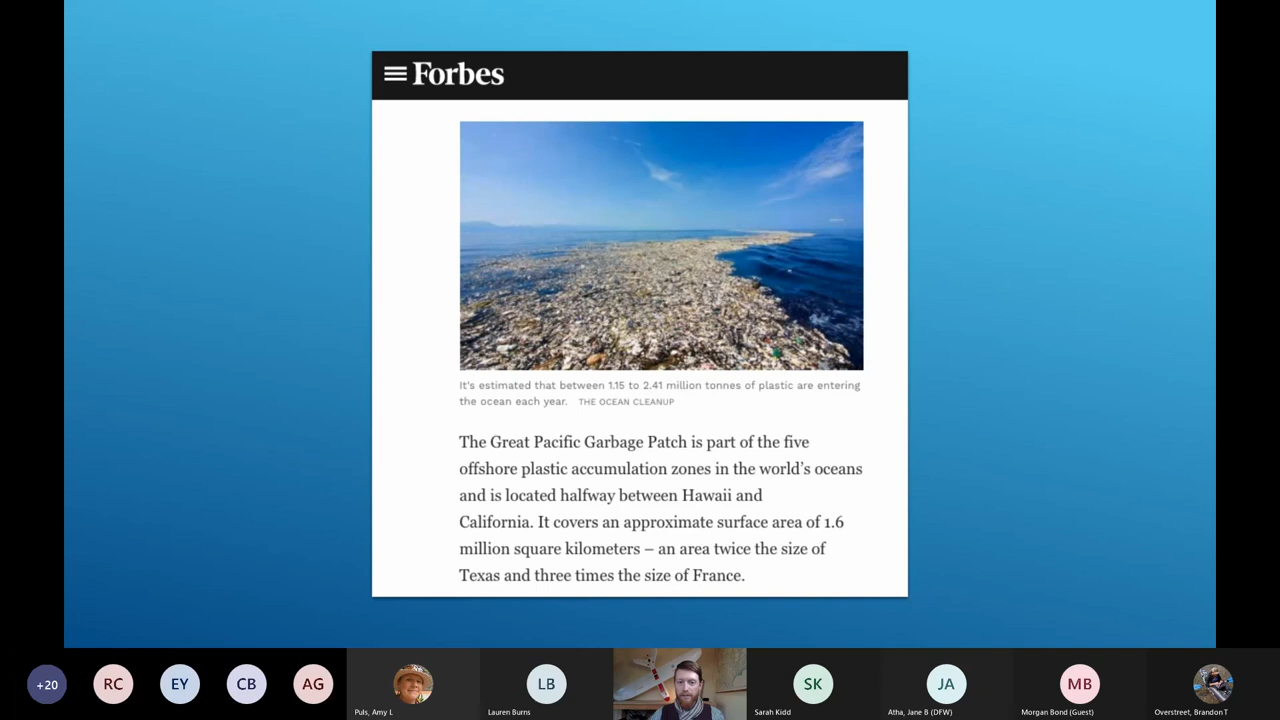 Forbes
It's estimated that between 1.15 to 2.41 million tonnes of plastic are entering
the ocean each year. THE OCEAN CLEANUP
The Great Pacific Garbage Patch is part of the five
offshore plastic accumulation zones in the world's oceans
and is located halfway between Hawaii and
California. It covers an approximate surface area of 1.6
million square kilometers – an area twice the size of
Texas and three times the size of France.
+20
RC
EY
CB
AG
Puls, Amy L
LB
Lauren Burns
SK
Sarah Kidd
JA
Atha, Jane B (DFW)
MB
Morgan Bond (Guest)
Overstreet, Brandon T